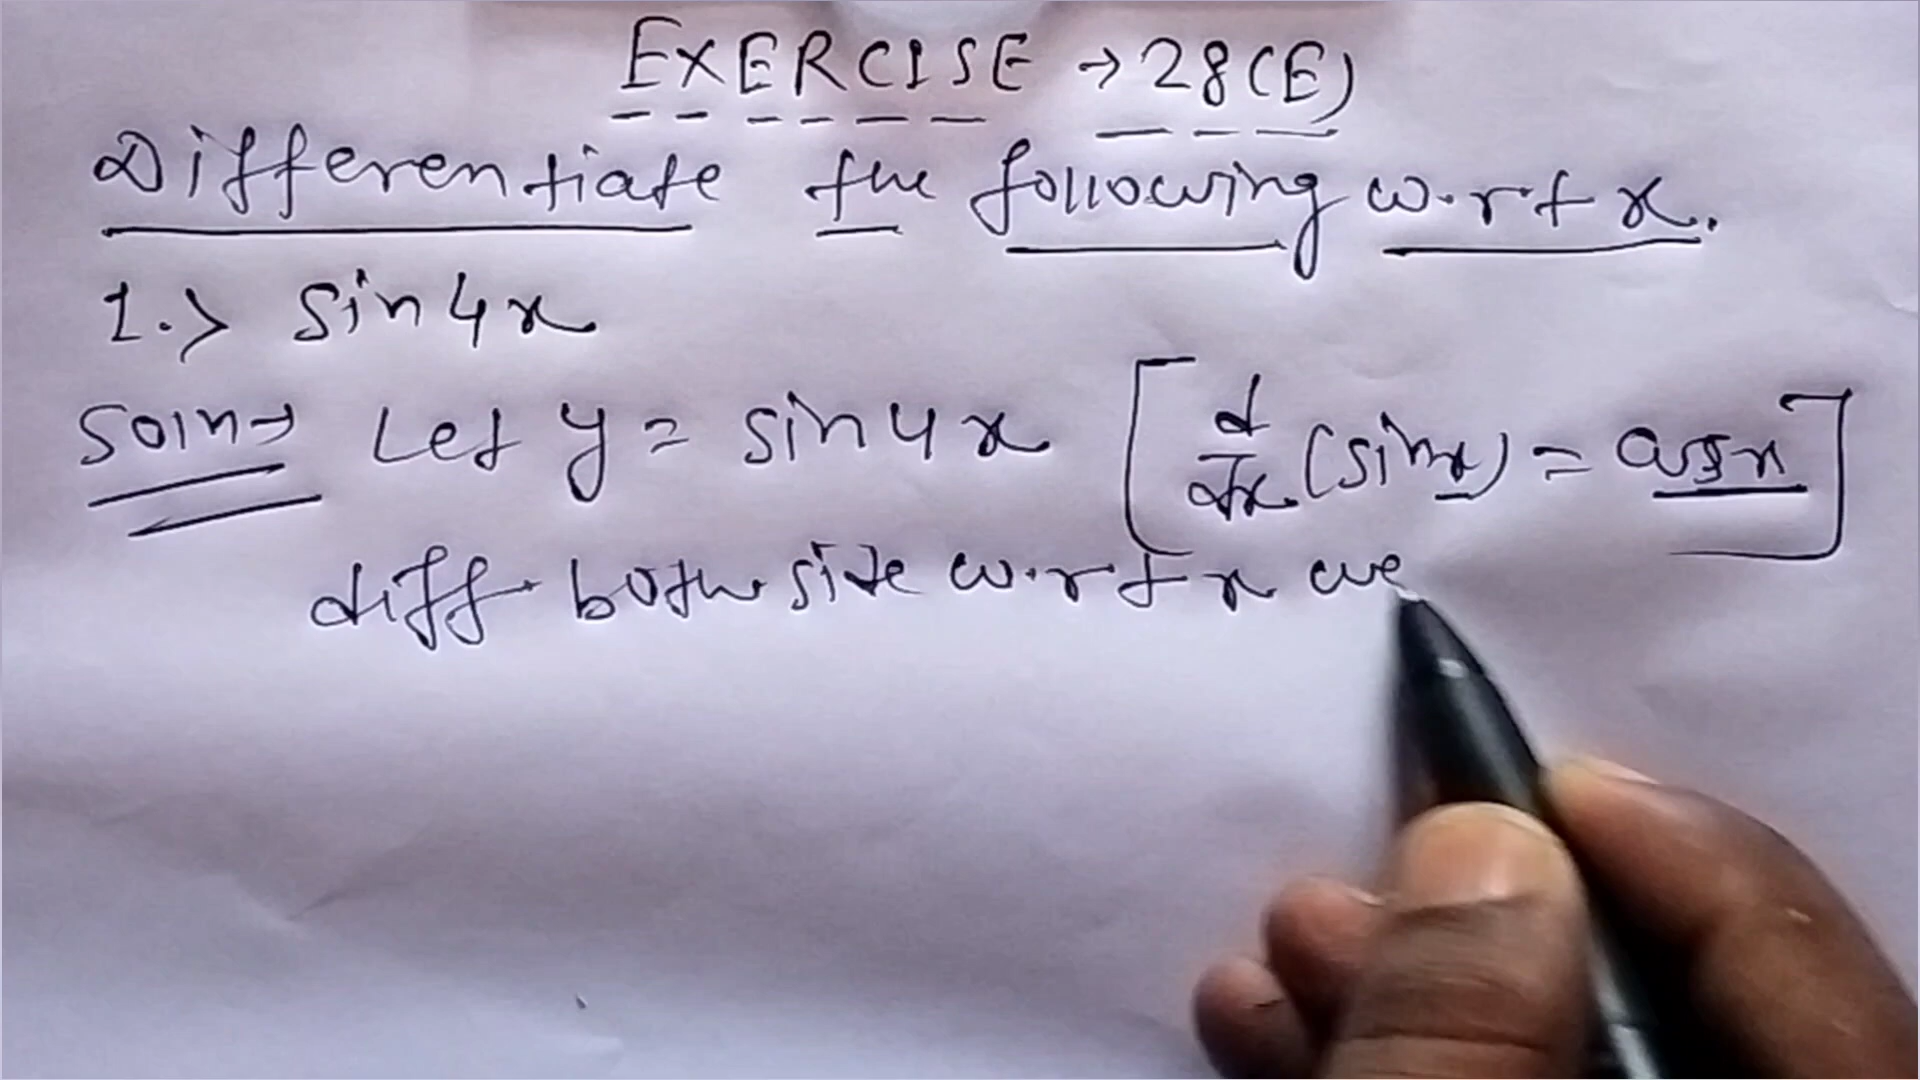 EXERCISE → 28(E)
Differentiate the following w.r.t x.
1.> sin4x
Soln→ Let y = sin4x [d/dx (sinx) = cosx]
diff. both side w.r.t x we